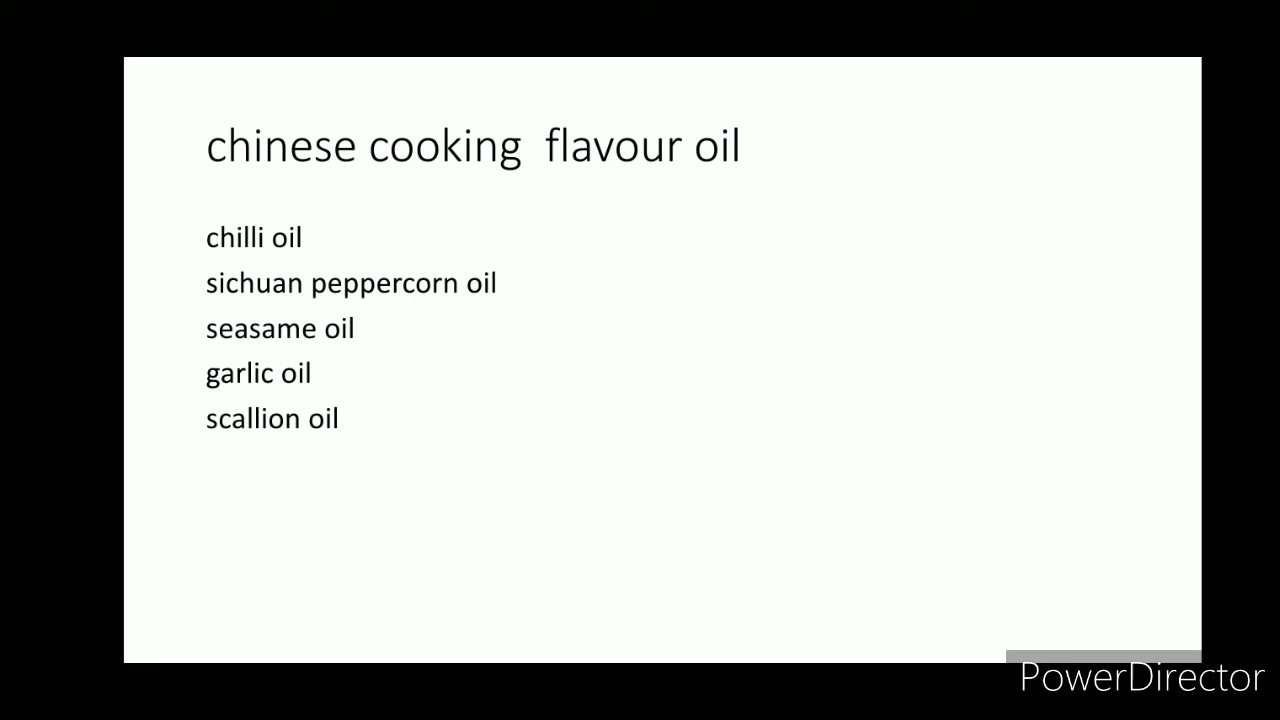 chinese cooking  flavour oil
chilli oil
sichuan peppercorn oil
seasame oil
garlic oil
scallion oil
PowerDirector